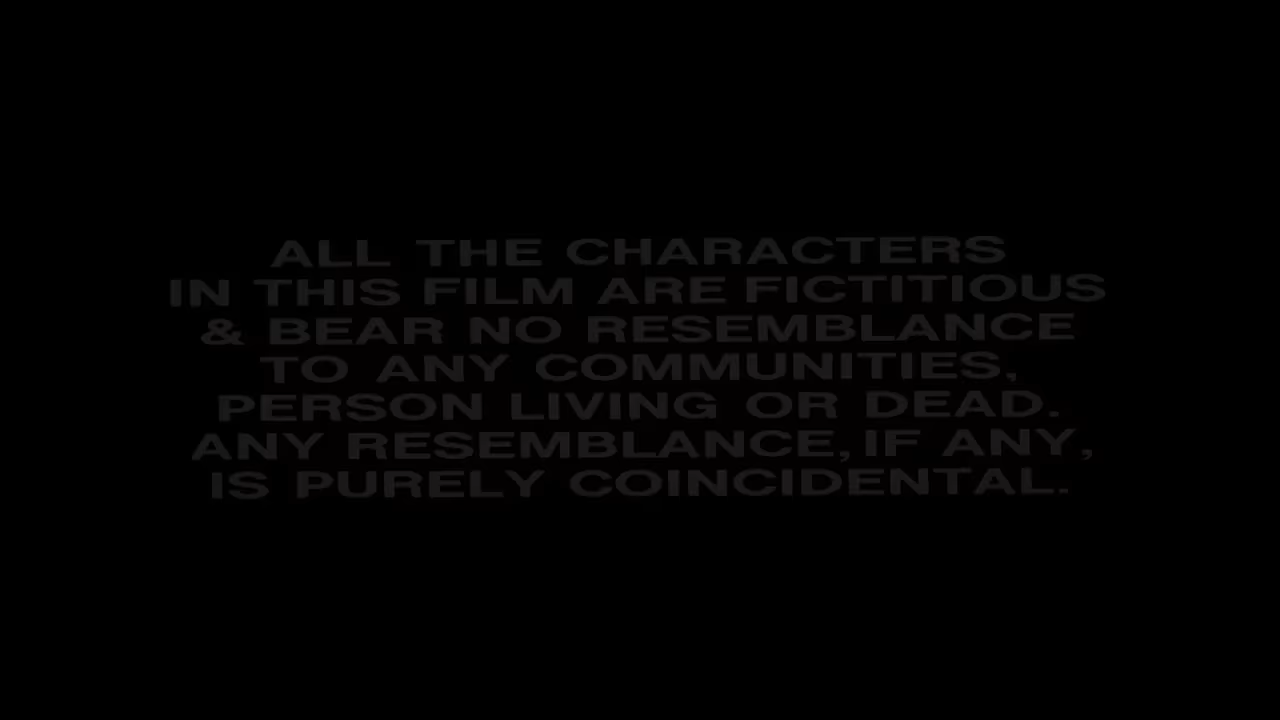 ALL THE CHARACTERS
IN THIS FILM ARE FICTITIOUS
& BEAR NO RESEMBLANCE
TO ANY COMMUNITIES,
PERSON LIVING OR DEAD.
ANY RESEMBLANCE, IF ANY,
IS PURELY COINCIDENTAL.